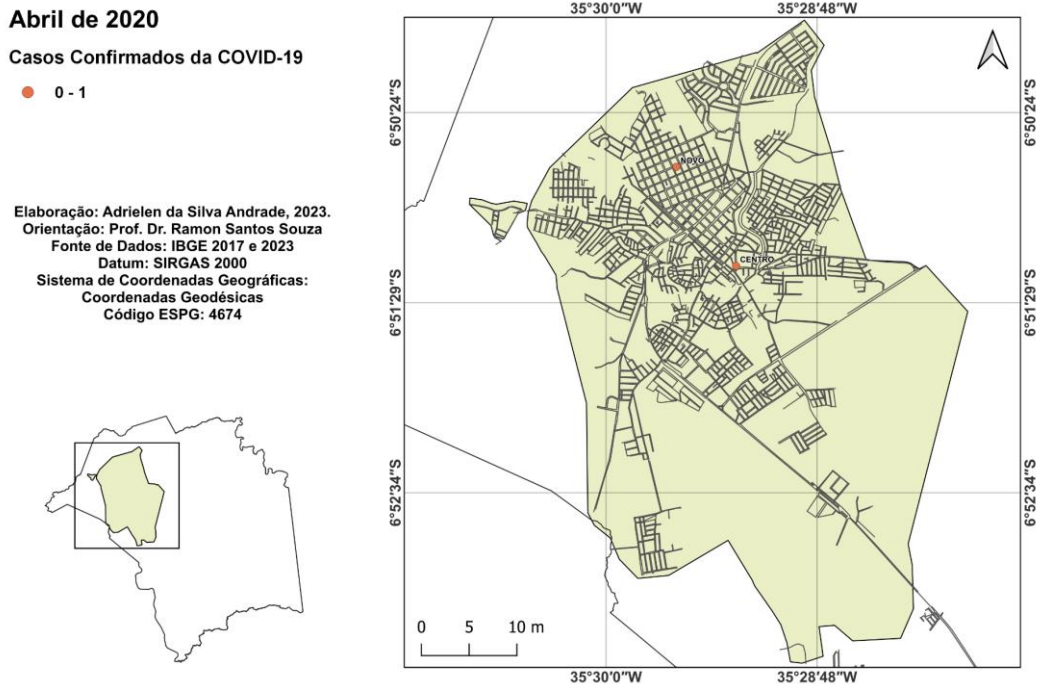 Abril de 2020
Casos Confirmados da COVID-19
0 - 1
Elaboração: Adrielen da Silva Andrade, 2023.
Orientação: Prof. Dr. Ramon Santos Souza
Fonte de Dados: IBGE 2017 e 2023
Datum: SIRGAS 2000
Sistema de Coordenadas Geográficas:
Coordenadas Geodésicas
Código ESPG: 4674
35°30'0"W
35°28'48"W
6°50'24"S
6°50'24"S
NOVO
CENTRO
6°51'29"S
6°51'29"S
6°52'34"S
6°52'34"S
0 5 10 m
35°30'0"W
35°28'48"W